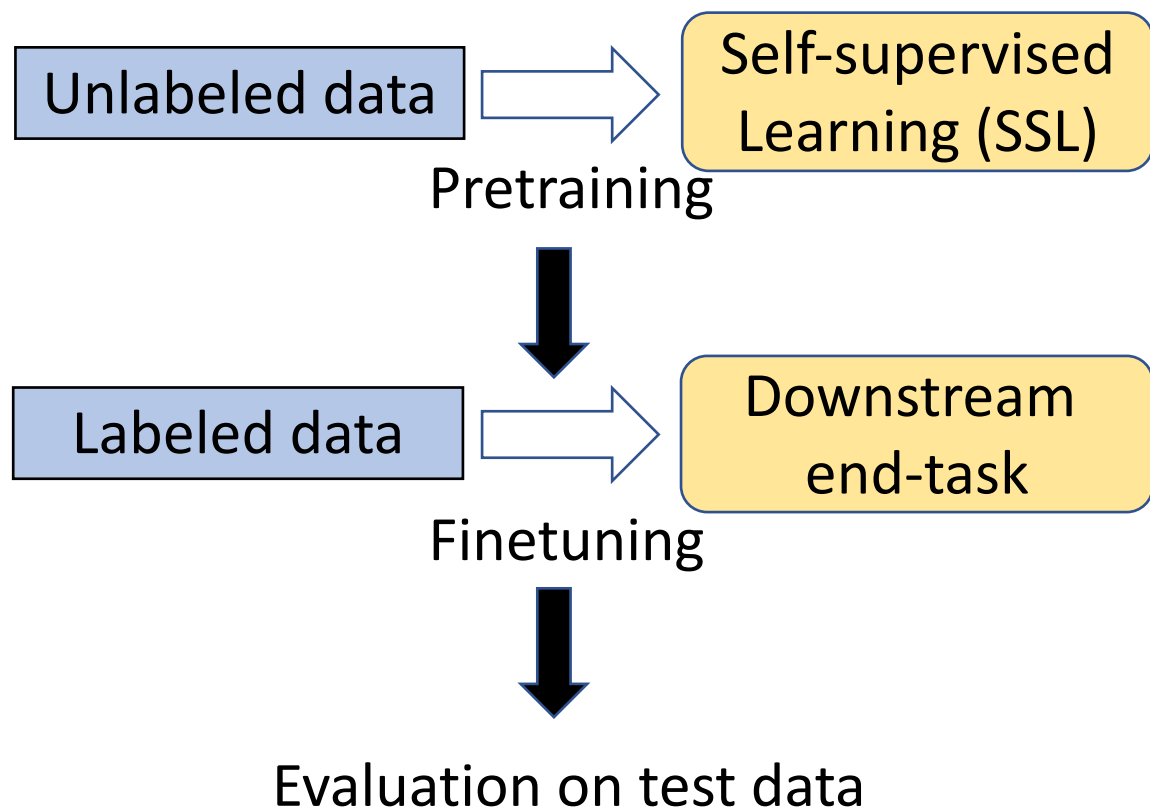 Unlabeled data
Self-supervised
Learning (SSL)
Pretraining
Labeled data
Downstream
end-task
Finetuning
Evaluation on test data